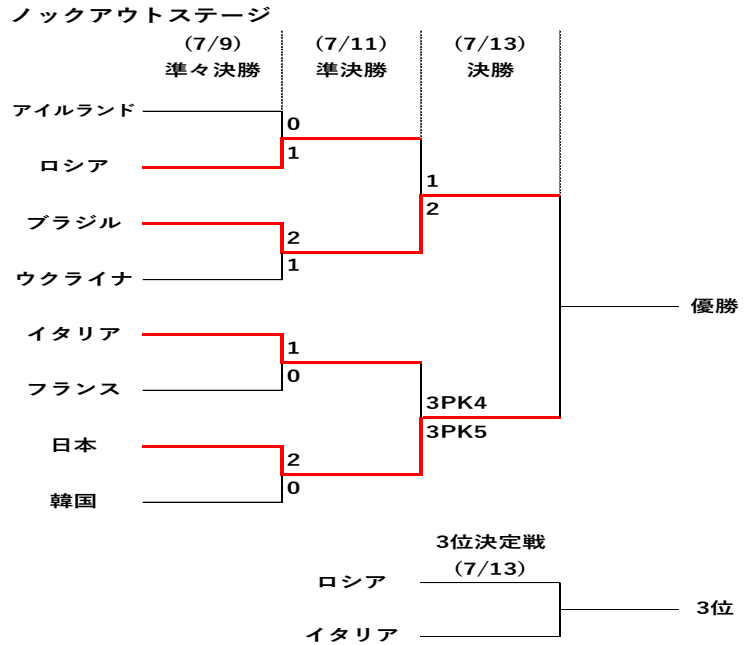 ノックアウトステージ
(7/9)
準々決勝
(7/11)
準決勝
(7/13)
決勝
アイルランド
0
ロシア
1
1
ブラジル
2
2
ウクライナ
1
優勝
イタリア
1
フランス
0
3PK4
日本
2
3PK5
韓国
0
3位決定戦
(7/13)
ロシア
イタリア
3位